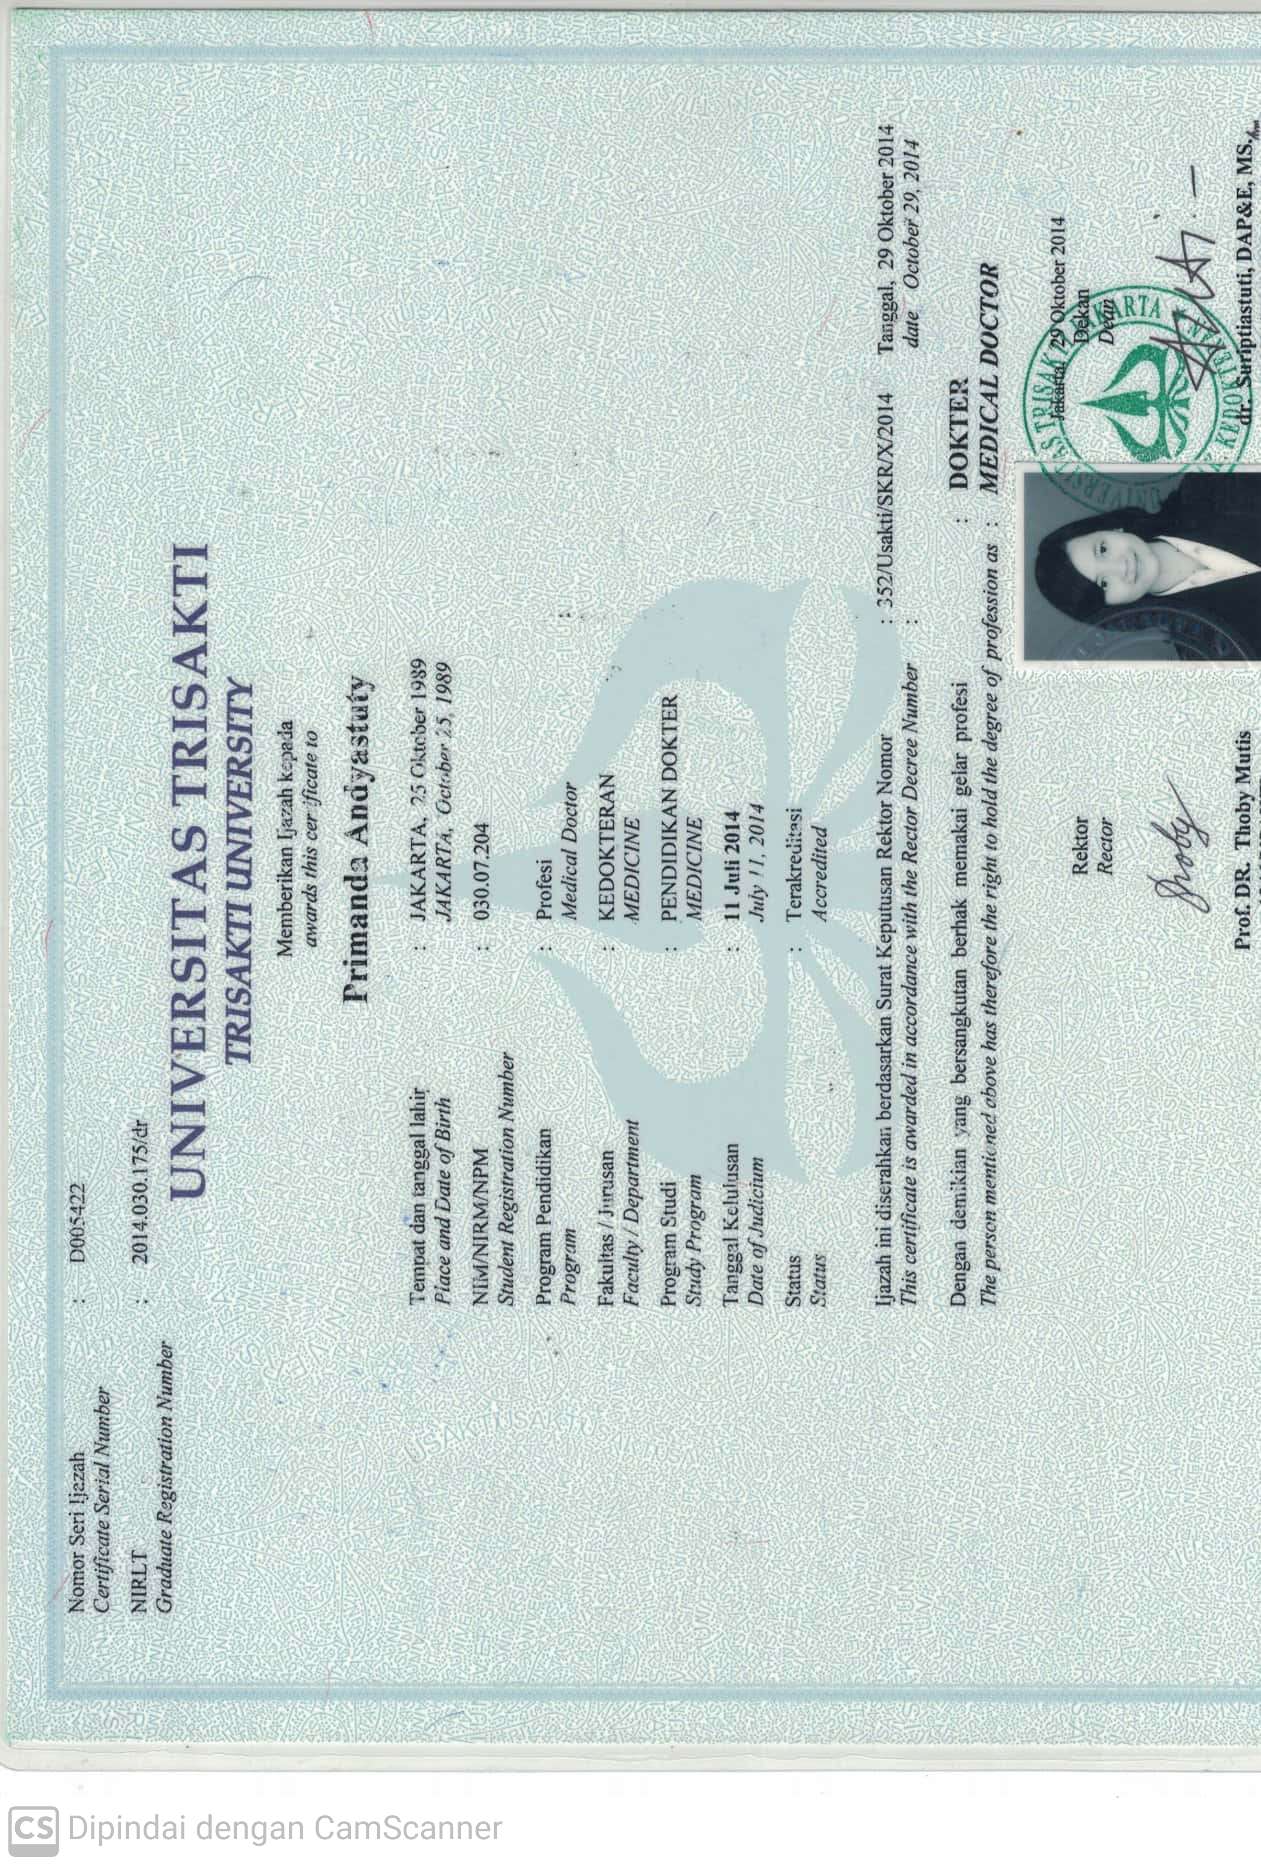 Nomor Seri Ijazah : D005422
Certificate Serial Number
NIRLT : 2014.030.175/dr
Graduate Registration Number
UNIVERSITAS TRISAKTI
TRISAKTI UNIVERSITY
Memberikan Ijazah kepada
awards this certificate to
Primanda Andyastuty
Tempat dan tanggal lahir : JAKARTA, 25 Oktober 1989
Place and Date of Birth JAKARTA, October 25, 1989
NIM/NIRM/NPM : 030.07.204
Student Registration Number
Program Pendidikan : Profesi
Program Medical Doctor :
Fakultas / Jurusan : KEDOKTERAN
Faculty / Department MEDICINE
Program Studi : PENDIDIKAN DOKTER
Study Program MEDICINE
Tanggal Kelulusan : 11 Juli 2014
Date of Judicium July 11, 2014
Status : Terakreditasi
Status Accredited
Ijazah ini diserahkan berdasarkan Surat Keputusan Rektor Nomor : 352/Usakti/SKR/X/2014 Tanggal, 29 Oktober 2014
This certificate is awarded in accordance with the Rector Decree Number : date October 29, 2014
Dengan demikian yang bersangkutan berhak memakai gelar profesi : DOKTER
The person mentioned above has therefore the right to hold the degree of profession as : MEDICAL DOCTOR
Jakarta, 29 Oktober 2014
Rektor Dekan
Rector Dean
UNIVERSITAS TRISAKTI JAKARTA
KEDOKTERAN
Prof. DR. Thoby Mutis dr. Suriptiastuti, DAP&E, MS.
CS Dipindai dengan CamScanner